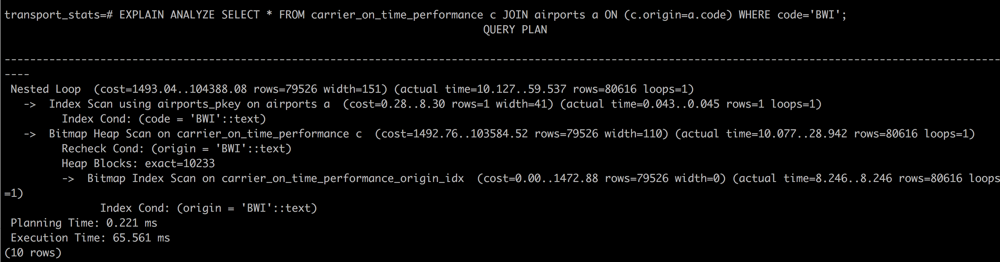 transport_stats=# EXPLAIN ANALYZE SELECT * FROM carrier_on_time_performance c JOIN airports a ON (c.origin=a.code) WHERE code='BWI';
QUERY PLAN
------------------------------------------------------------------------------------------------------------------------------------------------------------
----
Nested Loop  (cost=1493.04..104388.08 rows=79526 width=151) (actual time=10.127..59.537 rows=80616 loops=1)
  ->  Index Scan using airports_pkey on airports a  (cost=0.28..8.30 rows=1 width=41) (actual time=0.043..0.045 rows=1 loops=1)
        Index Cond: (code = 'BWI'::text)
  ->  Bitmap Heap Scan on carrier_on_time_performance c  (cost=1492.76..103584.52 rows=79526 width=110) (actual time=10.077..28.942 rows=80616 loops=1)
        Recheck Cond: (origin = 'BWI'::text)
        Heap Blocks: exact=10233
        ->  Bitmap Index Scan on carrier_on_time_performance_origin_idx  (cost=0.00..1472.88 rows=79526 width=0) (actual time=8.246..8.246 rows=80616 loops
=1)
              Index Cond: (origin = 'BWI'::text)
Planning Time: 0.221 ms
Execution Time: 65.561 ms
(10 rows)